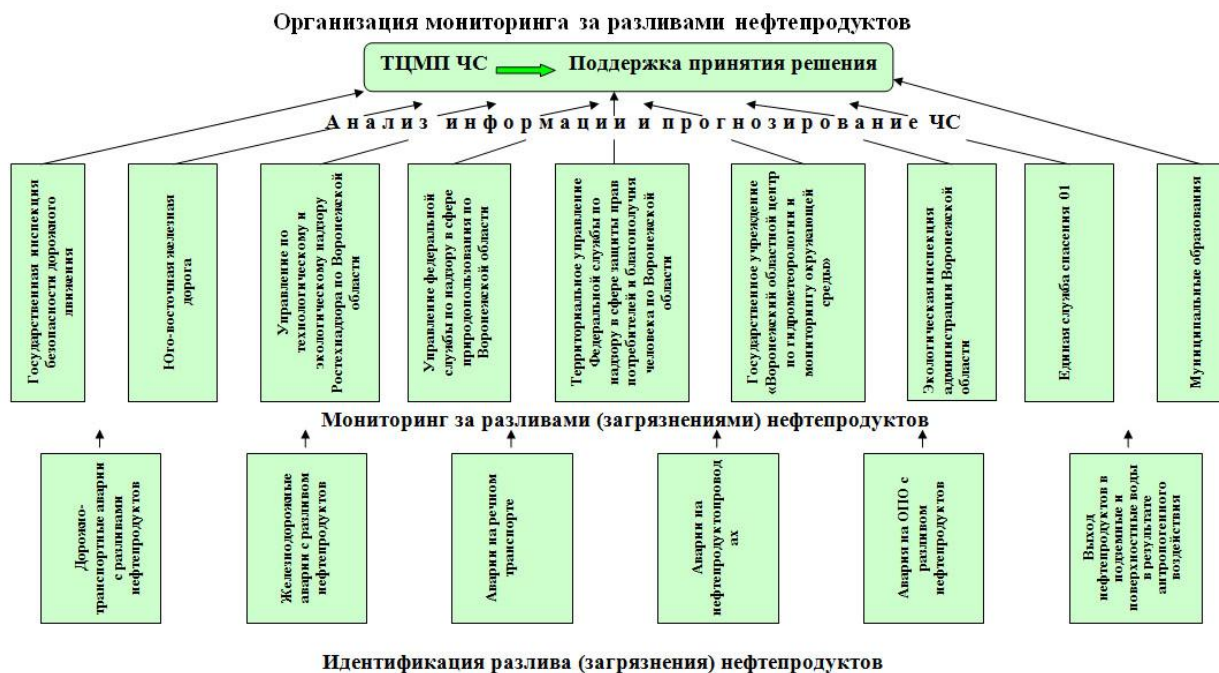 Организация мониторинга за разливами нефтепродуктов
ТЦМП ЧС
Поддержка принятия решения
Анализ информации и прогнозирование ЧС
Государственная инспекция
безопасности дорожного
движения
Юго-восточная железная
дорога
Управление по
технологическому и
экологическому надзору
Ростехнадзора по Воронежской
области
Управление федеральной
службы по надзору в сфере
природопользования по
Воронежской области
Территориальное управление
Федеральной службы по
надзору в сфере защиты прав
потребителей и благополучия
человека по Воронежской
области
Государственное учреждение
«Воронежский областной центр
по гидрометеорологии и
мониторингу окружающей
среды»
Экологическая инспекция
администрации Воронежской
области
Единая служба спасения 01
Муниципальные образования
Мониторинг за разливами (загрязнениями) нефтепродуктов
Дорожно-
транспортные аварии
с разливами
нефтепродуктов
Железнодорожные
аварии с разливом
нефтепродуктов
Аварии на речном
транспорте
Аварии на
нефтепродуктопровод
ах
Авария на ОПО с
разливом
нефтепродуктов
Выход
нефтепродуктов в
подземные и
поверхностные воды
в результате
антропогенного
воздействия
Идентификация разлива (загрязнения) нефтепродуктов